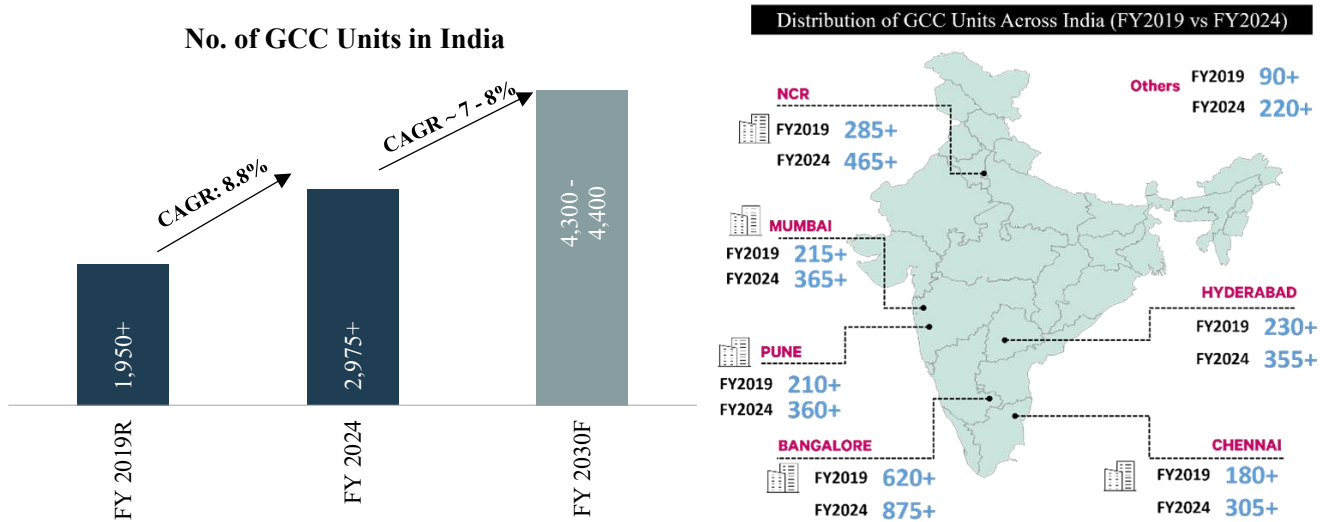 No. of GCC Units in India
CAGR: 8.8%
CAGR ~ 7 - 8%
1,950+
2,975+
4,300 -
4,400
FY 2019R
FY 2024
FY 2030F
Distribution of GCC Units Across India (FY2019 vs FY2024)
NCR
FY2019 285+
FY2024 465+
Others
FY2019 90+
FY2024 220+
MUMBAI
FY2019 215+
FY2024 365+
HYDERABAD
FY2019 230+
FY2024 355+
PUNE
FY2019 210+
FY2024 360+
BANGALORE
FY2019 620+
FY2024 875+
CHENNAI
FY2019 180+
FY2024 305+